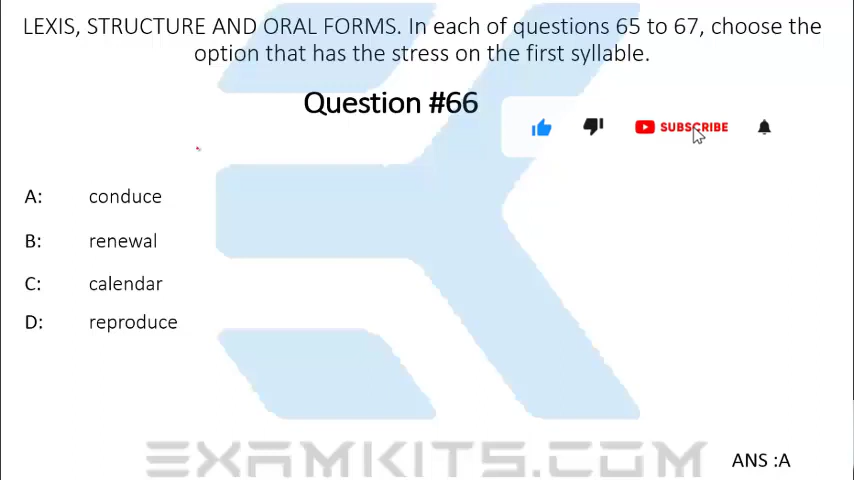 LEXIS, STRUCTURE AND ORAL FORMS. In each of questions 65 to 67, choose the
option that has the stress on the first syllable.
Question #66
SUBSCRIBE
A: conduce
B: renewal
C: calendar
D: reproduce
EXAMKITS.COM
ANS :A